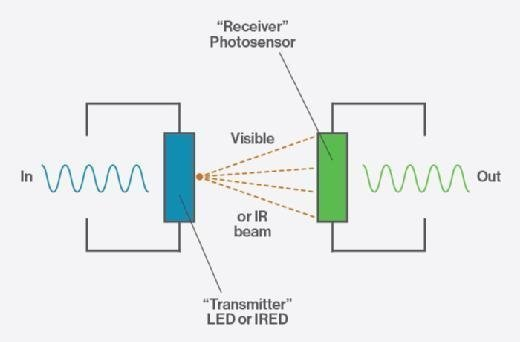 “Receiver”
Photosensor
Visible
In
Out
or IR
beam
“Transmitter”
LED or IRED